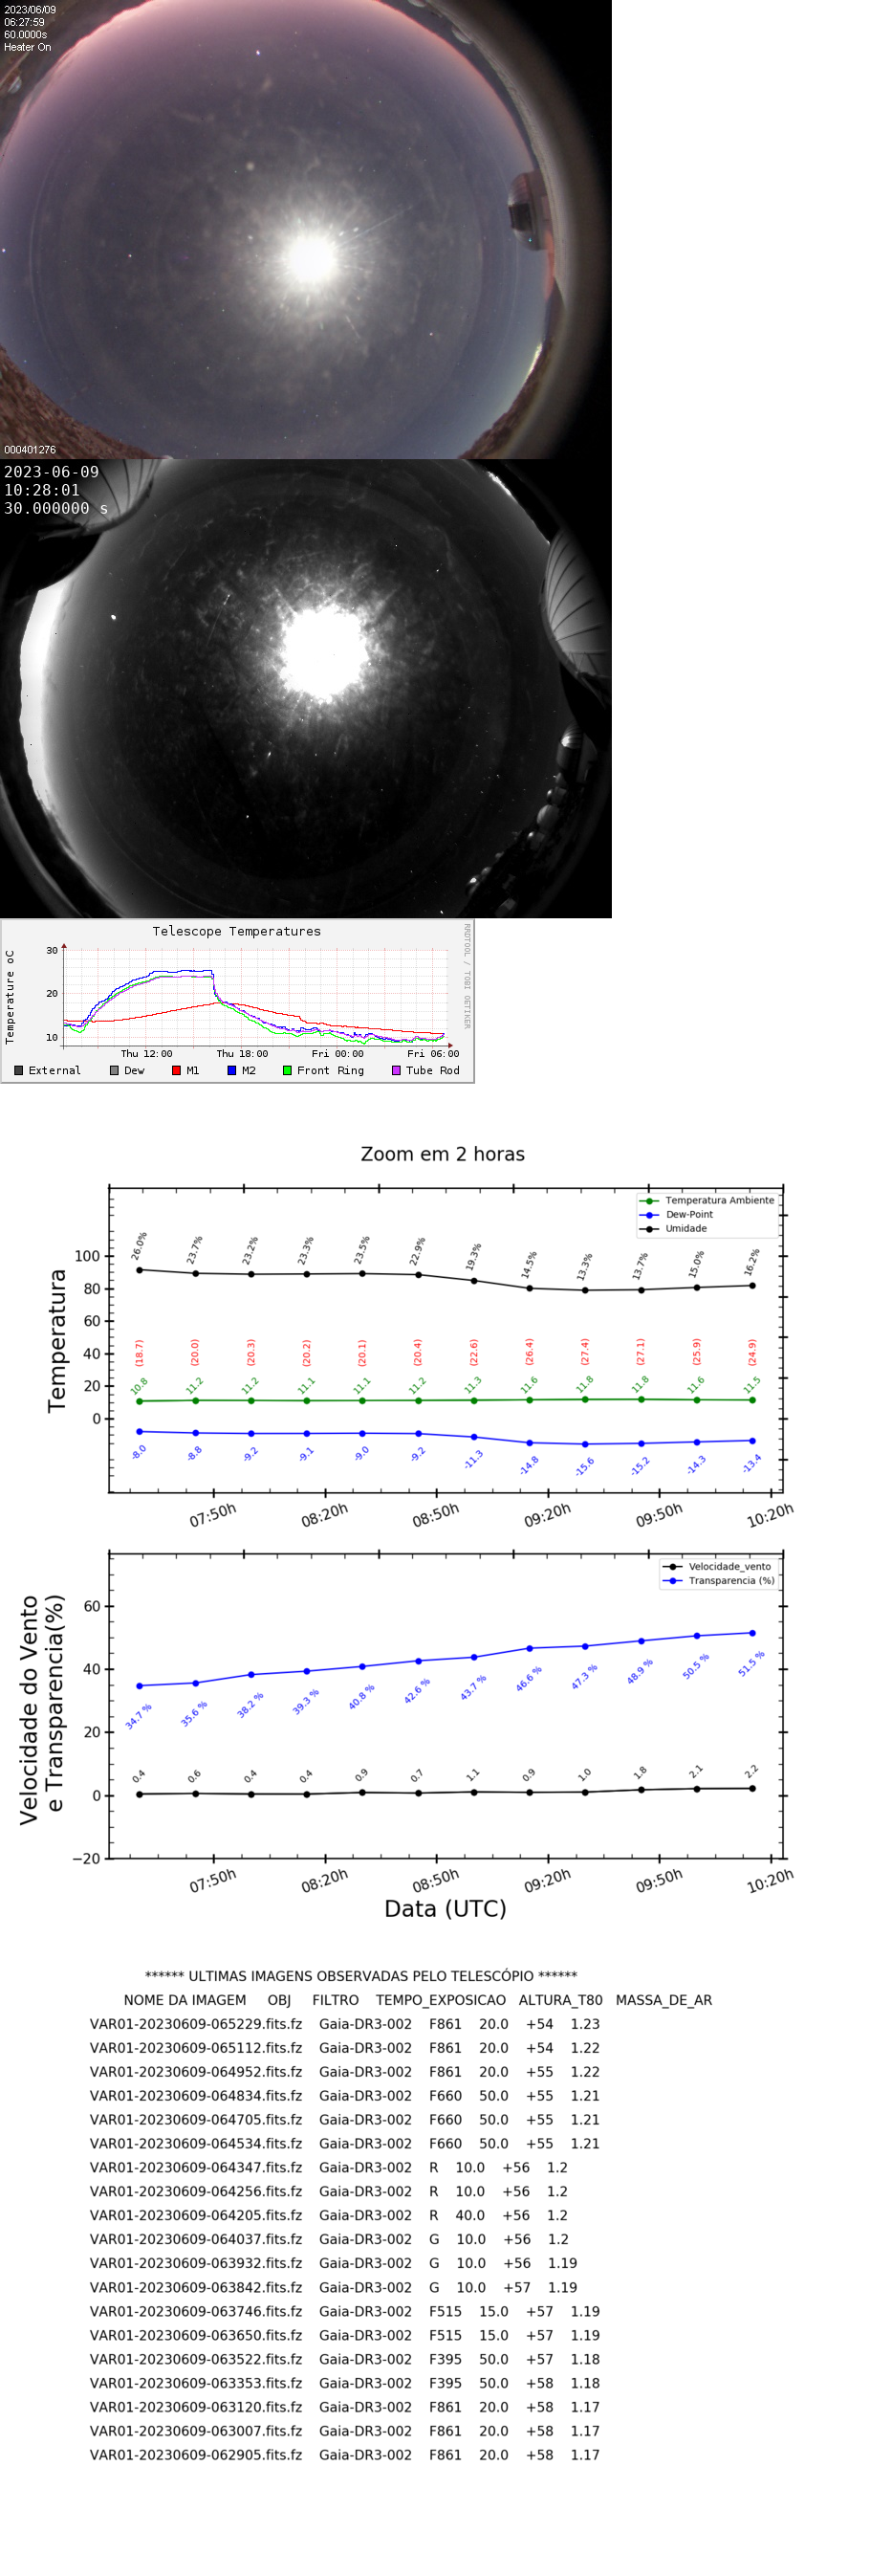 2023/06/09
06:27:59
60.0000s
Heater On
000401276
2023-06-09
10:28:01
30.000000 s
Telescope Temperatures
RRDTOOL / TOBI OETIKER
Temperature oC
30
20
10
Thu 12:00 Thu 18:00 Fri 00:00 Fri 06:00
External Dew M1 M2 Front Ring Tube Rod
Zoom em 2 horas
Temperatura Ambiente
Dew-Point
Umidade
Temperatura
100
80
60
40
20
0
26.0% 23.7% 23.2% 23.3% 23.5% 22.9% 19.3% 14.5% 13.3% 13.7% 15.0% 16.2%
(18.7) (20.0) (20.3) (20.2) (20.1) (20.4) (22.6) (26.4) (27.4) (27.1) (25.9) (24.9)
10.8 11.2 11.2 11.1 11.1 11.2 11.3 11.6 11.8 11.8 11.6 11.5
-8.0 -8.8 -9.2 -9.1 -9.0 -9.2 -11.3 -14.8 -15.6 -15.2 -14.3 -13.4
07:50h 08:20h 08:50h 09:20h 09:50h 10:20h
Velocidade_vento
Transparencia (%)
Velocidade do Vento
e Transparencia(%)
60
40
20
0
−20
34.7 % 35.6 % 38.2 % 39.3 % 40.8 % 42.6 % 43.7 % 46.6 % 47.3 % 48.9 % 50.5 % 51.5 %
0.4 0.6 0.4 0.4 0.9 0.7 1.1 0.9 1.0 1.8 2.1 2.2
07:50h 08:20h 08:50h 09:20h 09:50h 10:20h
Data (UTC)
****** ULTIMAS IMAGENS OBSERVADAS PELO TELESCÓPIO ******
NOME DA IMAGEM OBJ FILTRO TEMPO_EXPOSICAO ALTURA_T80 MASSA_DE_AR
VAR01-20230609-065229.fits.fz Gaia-DR3-002 F861 20.0 +54 1.23
VAR01-20230609-065112.fits.fz Gaia-DR3-002 F861 20.0 +54 1.22
VAR01-20230609-064952.fits.fz Gaia-DR3-002 F861 20.0 +55 1.22
VAR01-20230609-064834.fits.fz Gaia-DR3-002 F660 50.0 +55 1.21
VAR01-20230609-064705.fits.fz Gaia-DR3-002 F660 50.0 +55 1.21
VAR01-20230609-064534.fits.fz Gaia-DR3-002 F660 50.0 +55 1.21
VAR01-20230609-064347.fits.fz Gaia-DR3-002 R 10.0 +56 1.2
VAR01-20230609-064256.fits.fz Gaia-DR3-002 R 10.0 +56 1.2
VAR01-20230609-064205.fits.fz Gaia-DR3-002 R 40.0 +56 1.2
VAR01-20230609-064037.fits.fz Gaia-DR3-002 G 10.0 +56 1.2
VAR01-20230609-063932.fits.fz Gaia-DR3-002 G 10.0 +56 1.19
VAR01-20230609-063842.fits.fz Gaia-DR3-002 G 10.0 +57 1.19
VAR01-20230609-063746.fits.fz Gaia-DR3-002 F515 15.0 +57 1.19
VAR01-20230609-063650.fits.fz Gaia-DR3-002 F515 15.0 +57 1.19
VAR01-20230609-063522.fits.fz Gaia-DR3-002 F395 50.0 +57 1.18
VAR01-20230609-063353.fits.fz Gaia-DR3-002 F395 50.0 +58 1.18
VAR01-20230609-063120.fits.fz Gaia-DR3-002 F861 20.0 +58 1.17
VAR01-20230609-063007.fits.fz Gaia-DR3-002 F861 20.0 +58 1.17
VAR01-20230609-062905.fits.fz Gaia-DR3-002 F861 20.0 +58 1.17